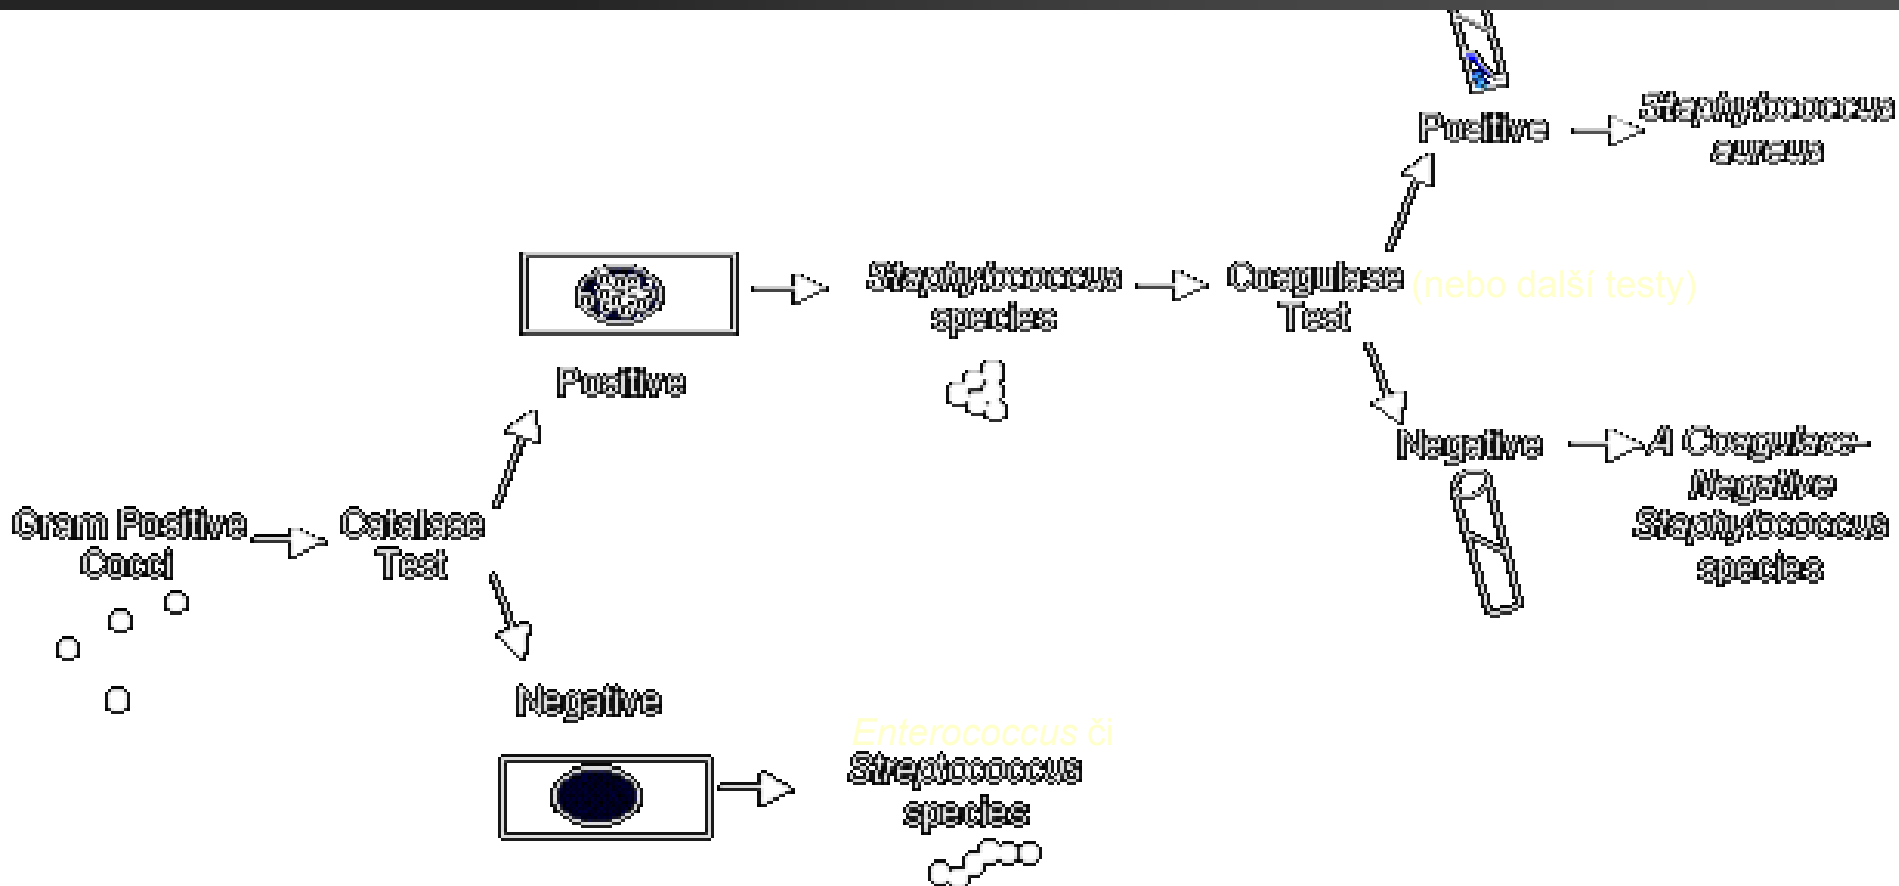 Gram Positive
Cocci
Catalase
Test
Positive
Staphylococcus
species
Coagulase (nebo další testy)
Test
Positive
Staphylococcus
aureus
Negative
A Coagulase-
Negative
Staphylococcus
species
Negative
Enterococcus či
Streptococcus
species